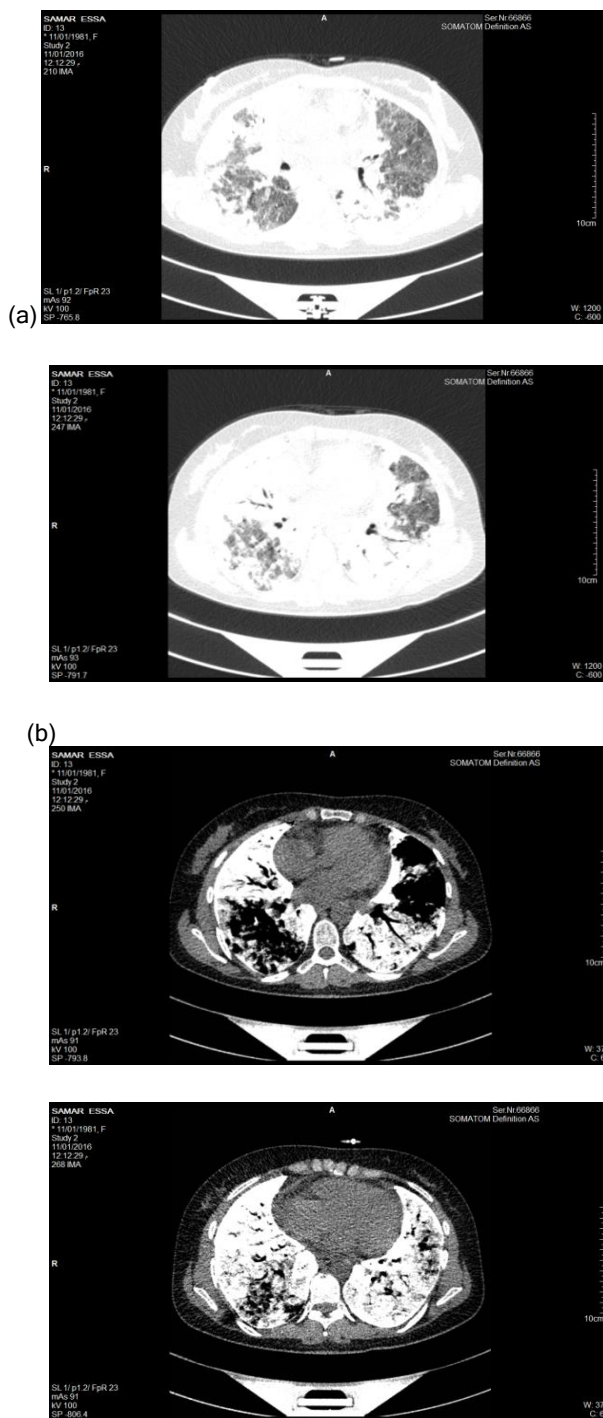 SAMAR ESSA
ID: 13
* 11/01/1981, F
Study 2
11/01/2016
12:12:29
210 IMA
A
Ser.Nr.66866
SOMATOM Definition AS
R
10cm
SL 1/ p1.2/ FpR 23
mAs 92
kV 100
SP -765.8
W: 1200
C: -600
(a)
SAMAR ESSA
ID: 13
* 11/01/1981, F
Study 2
11/01/2016
12:12:29
247 IMA
A
Ser.Nr.66866
SOMATOM Definition AS
R
10cm
SL 1/ p1.2/ FpR 23
mAs 93
kV 100
SP -791.7
W: 1200
C: -600
(b)
SAMAR ESSA
ID: 13
* 11/01/1981, F
Study 2
11/01/2016
12:12:29
250 IMA
A
Ser.Nr.66866
SOMATOM Definition AS
R
10cm
SL 1/ p1.2/ FpR 23
mAs 91
kV 100
SP -793.8
W: 37
C: 6
SAMAR ESSA
ID: 13
* 11/01/1981, F
Study 2
11/01/2016
12:12:29
268 IMA
A
Ser.Nr.66866
SOMATOM Definition AS
R
10cm
SL 1/ p1.2/ FpR 23
mAs 91
kV 100
SP -806.4
W: 37
C: 6